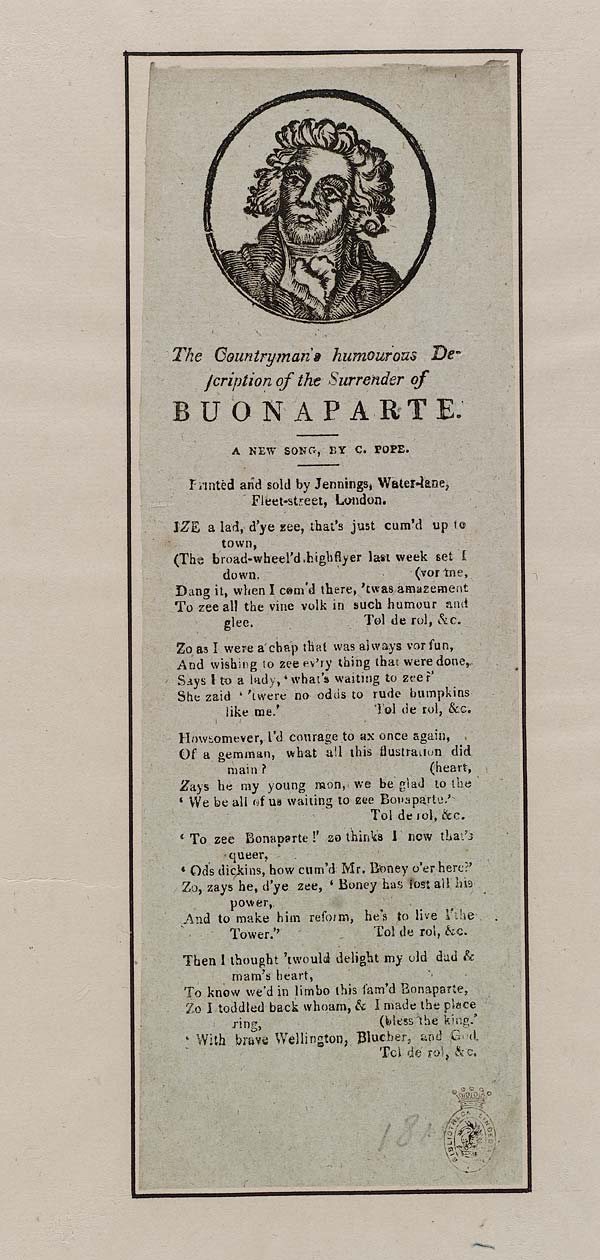 The Countryman's humourous De-
ſcription of the Surrender of
BUONAPARTE.
A NEW SONG, BY C. POPE.
Printed and sold by Jennings, Water-lane,
Fleet-street, London.
IZE a lad, d'ye zee, that's just cum'd up to
town,
(The broad-wheel'd highflyer last week set I
down. (vor me,
Dang it, when I com'd there, 'twas amazement
To zee all the vine volk in such humour and
glee. Tol de rol, &c.
Zo as I were a chap that was always vor fun,
And wishing to zee ev'ry thing that were done,
Says I to a lady, 'what's waiting to zee?'
She zaid ' 'twere no odds to rude bumpkins
like me.' Tol de rol, &c.
Howsomever, I'd courage to ax once again,
Of a gemman, what all this flustration did
main? (heart,
Zays he my young mon, we be glad to the
' We be all of us waiting to zee Bonaparte.'
Tol de rol, &c.
' To zee Bonaparte!' zo thinks I now that's
queer,
' Ods dickins, how cum'd Mr. Boney o'er here?'
Zo, zays he, d'ye zee, ' Boney has lost all his
power,
And to make him reform, he's to live i'the
Tower.'? Tol de rol, &c.
Then I thought 'twould delight my old dad &
mam's heart,
To know we'd in limbo this fam'd Bonaparte,
Zo I toddled back whoam, & I made the place
ring, (bless the king.'
' With brave Wellington, Blucher, and God
Tol de rol, &c.
BIBLIOTHECA